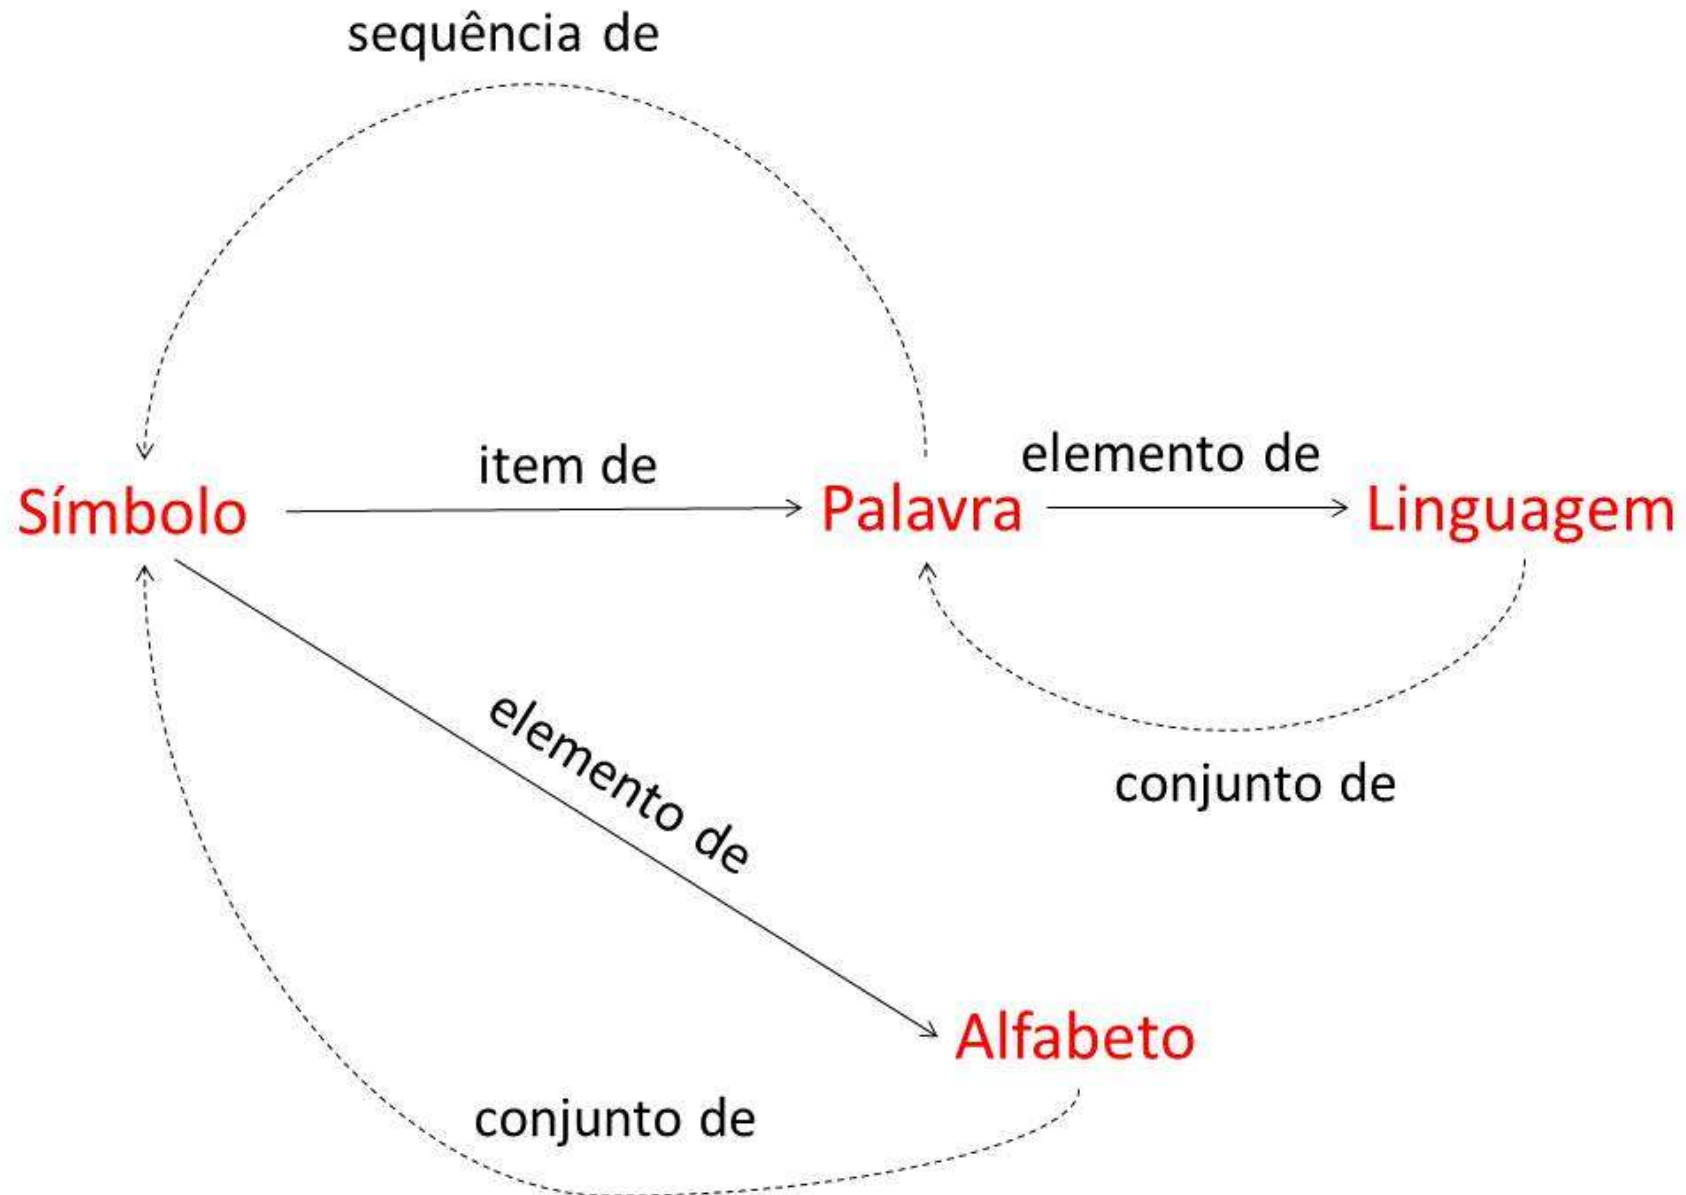 sequência de
item de
elemento de
Símbolo
Palavra
Linguagem
elemento de
conjunto de
Alfabeto
conjunto de